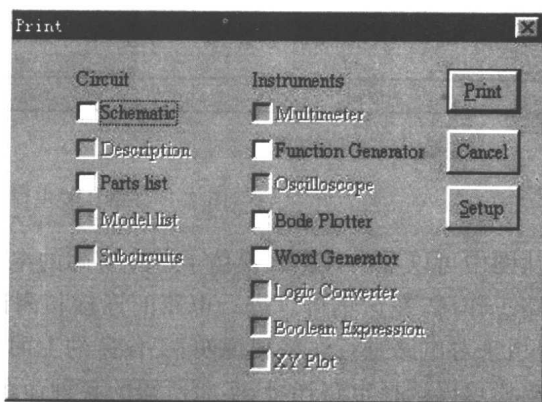 Print
Circuit
Schematic
Description
Parts list
Model list
Subcircuits
Instruments
Multimeter
Function Generator
Oscilloscope
Bode Plotter
Word Generator
Logic Converter
Boolean Expression
XY Plot
Print
Cancel
Setup